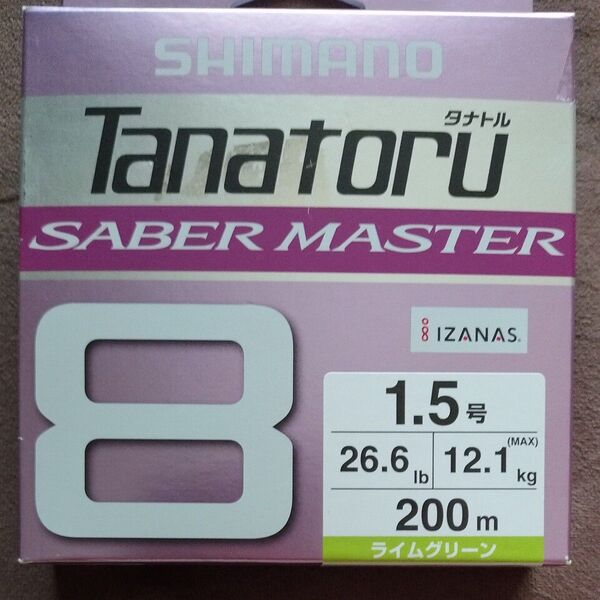 SHIMANO
タナトル
Tanatoru
SABER MASTER
8
IZANAS®
1.5号
26.6 lb 12.1 (MAX) kg
200 m
ライムグリーン